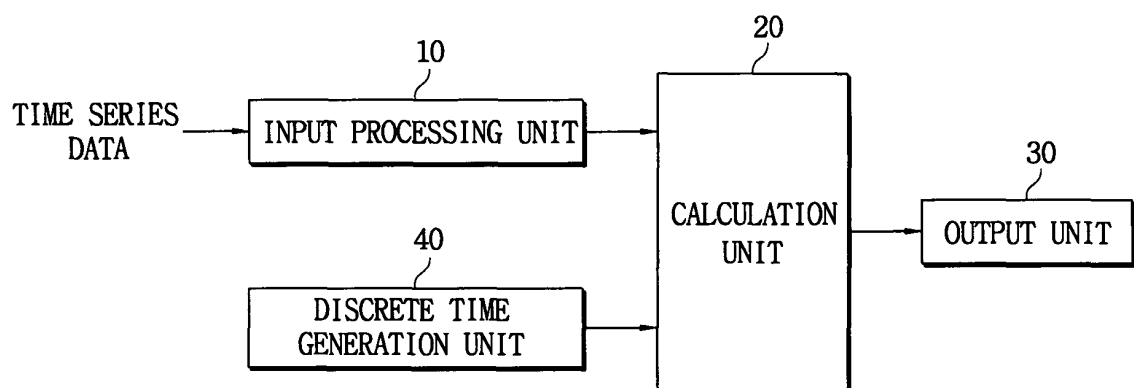 10
TIME SERIES
DATA
INPUT PROCESSING UNIT
20
CALCULATION
UNIT
30
OUTPUT UNIT
40
DISCRETE TIME
GENERATION UNIT